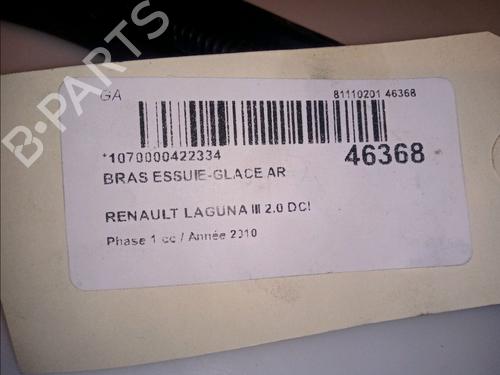 GA
81110201 46368
*1070000422334
46368
BRAS ESSUIE-GLACE AR
RENAULT LAGUNA III 2.0 DCI
Phase 1 cc / Année 2010
B-PARTS